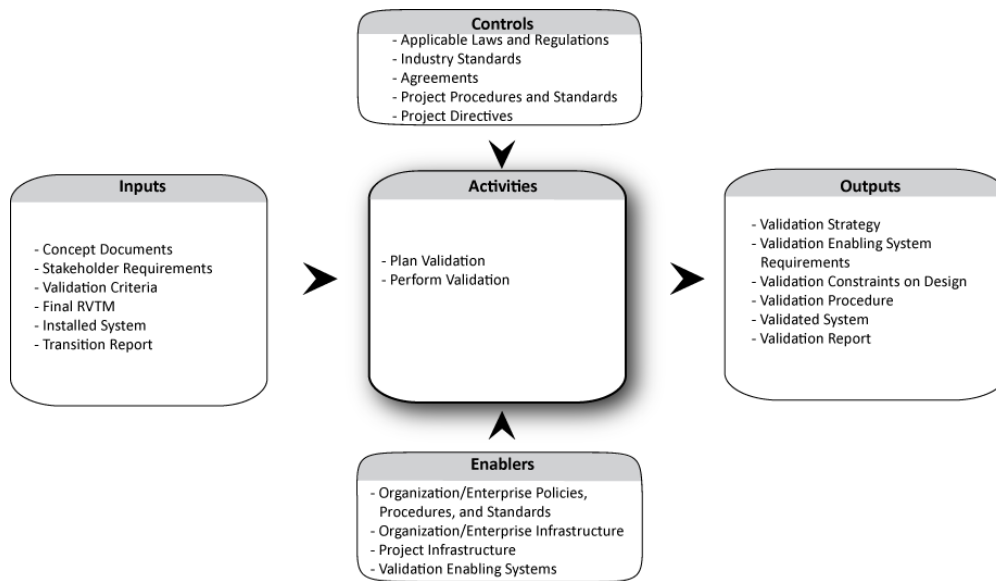 Controls
- Applicable Laws and Regulations
- Industry Standards
- Agreements
- Project Procedures and Standards
- Project Directives
Inputs
- Concept Documents
- Stakeholder Requirements
- Validation Criteria
- Final RVTM
- Installed System
- Transition Report
Activities
- Plan Validation
- Perform Validation
Outputs
- Validation Strategy
- Validation Enabling System
Requirements
- Validation Constraints on Design
- Validation Procedure
- Validated System
- Validation Report
Enablers
- Organization/Enterprise Policies,
Procedures, and Standards
- Organization/Enterprise Infrastructure
- Project Infrastructure
- Validation Enabling Systems